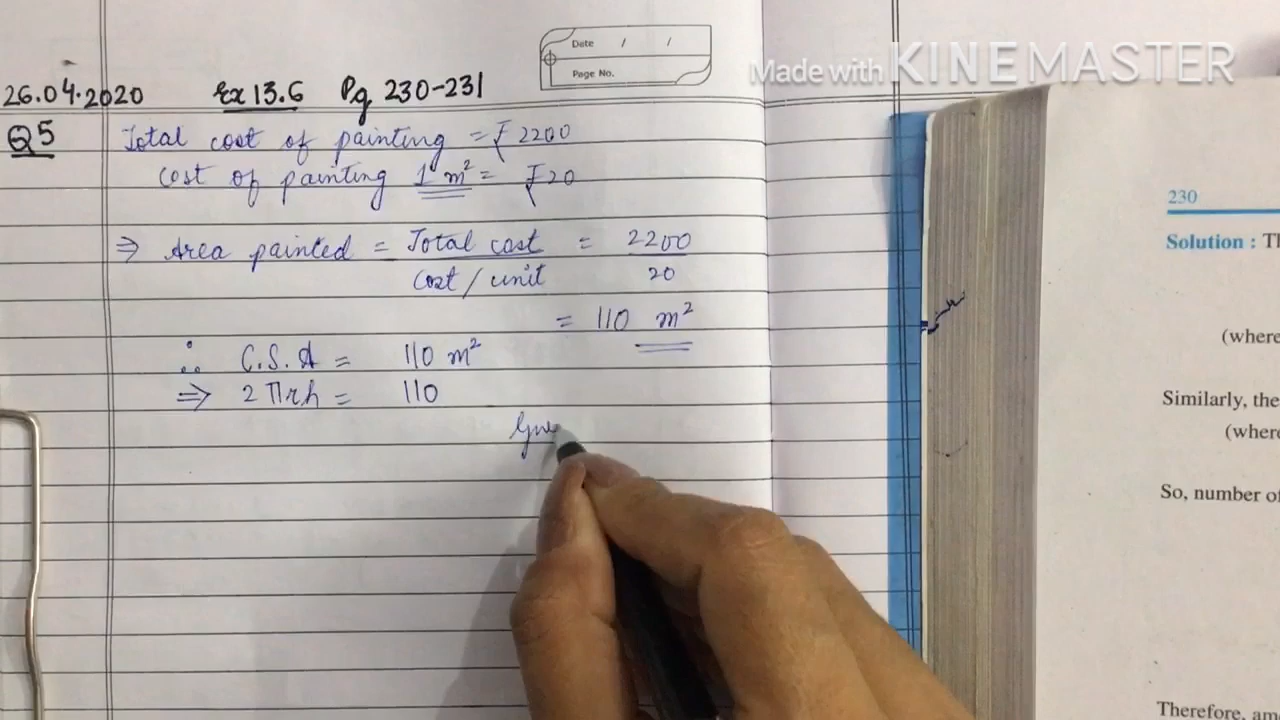 Made with KINEMASTER
Date / /
Page No.
26.04.2020 Ex 13.6 Pg 230-231
Q5 Total cost of painting = ₹2200
Cost of painting 1 m² = ₹20
⇒ Area painted = Total cost / Cost/unit = 2200 / 20
= 110 m²
∴ C.S.A = 110 m²
⇒ 2πrh = 110
230
Solution : Th
(where
Similarly, the
(where
So, number of
Therefore, am